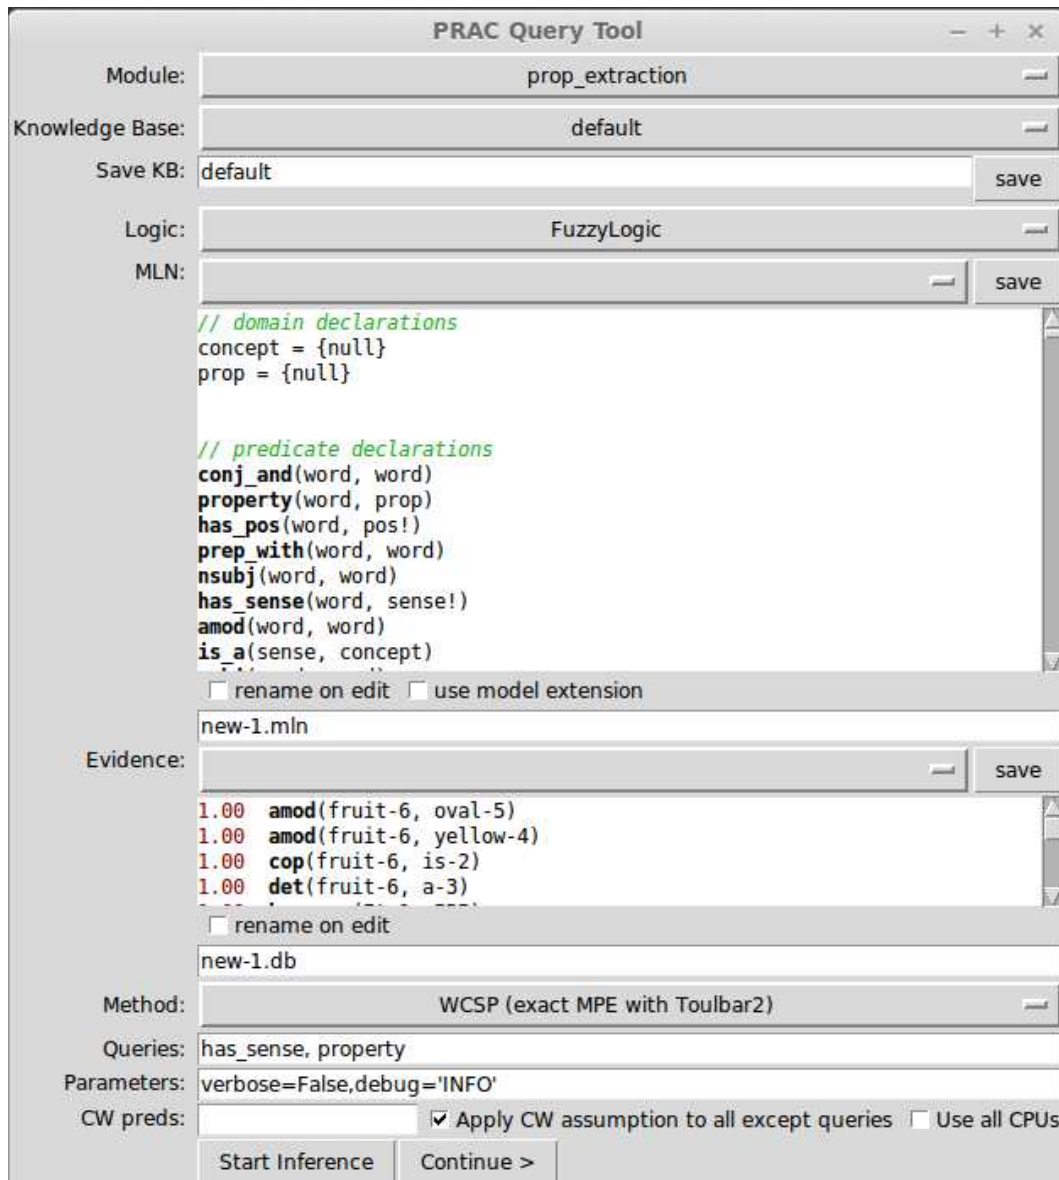 PRAC Query Tool
Module: prop_extraction
Knowledge Base: default
Save KB: default save
Logic: FuzzyLogic
MLN: save
// domain declarations
concept = {null}
prop = {null}
// predicate declarations
conj_and(word, word)
property(word, prop)
has_pos(word, pos!)
prep_with(word, word)
nsubj(word, word)
has_sense(word, sense!)
amod(word, word)
is_a(sense, concept)
rename on edit use model extension
new-1.mln
Evidence: save
1.00 amod(fruit-6, oval-5)
1.00 amod(fruit-6, yellow-4)
1.00 cop(fruit-6, is-2)
1.00 det(fruit-6, a-3)
rename on edit
new-1.db
Method: WCSP (exact MPE with Toulbar2)
Queries: has_sense, property
Parameters: verbose=False,debug='INFO'
CW preds: Apply CW assumption to all except queries Use all CPUs
Start Inference Continue >